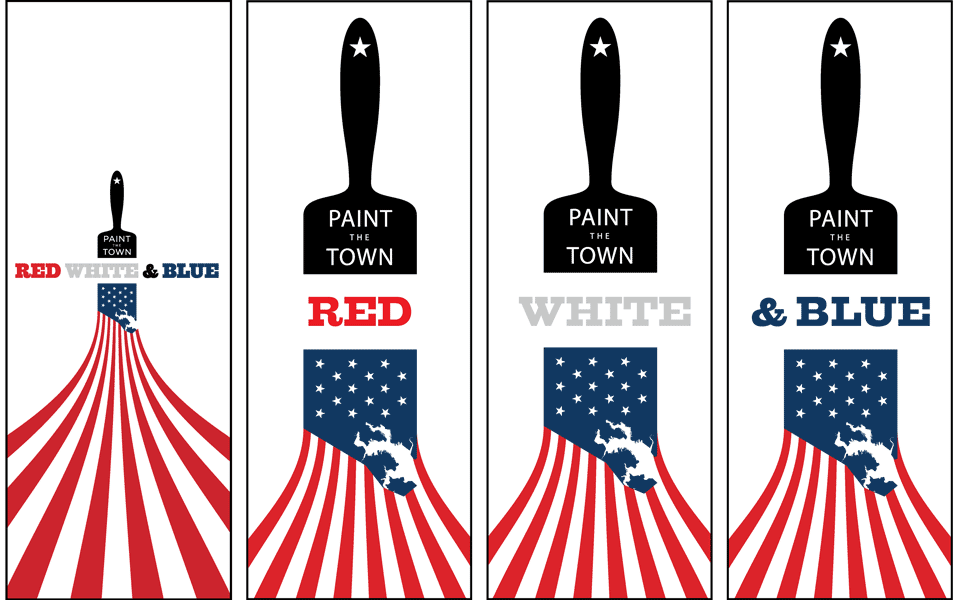 PAINT
THE
TOWN
RED WHITE & BLUE
PAINT
THE
TOWN
RED
PAINT
THE
TOWN
WHITE
PAINT
THE
TOWN
& BLUE